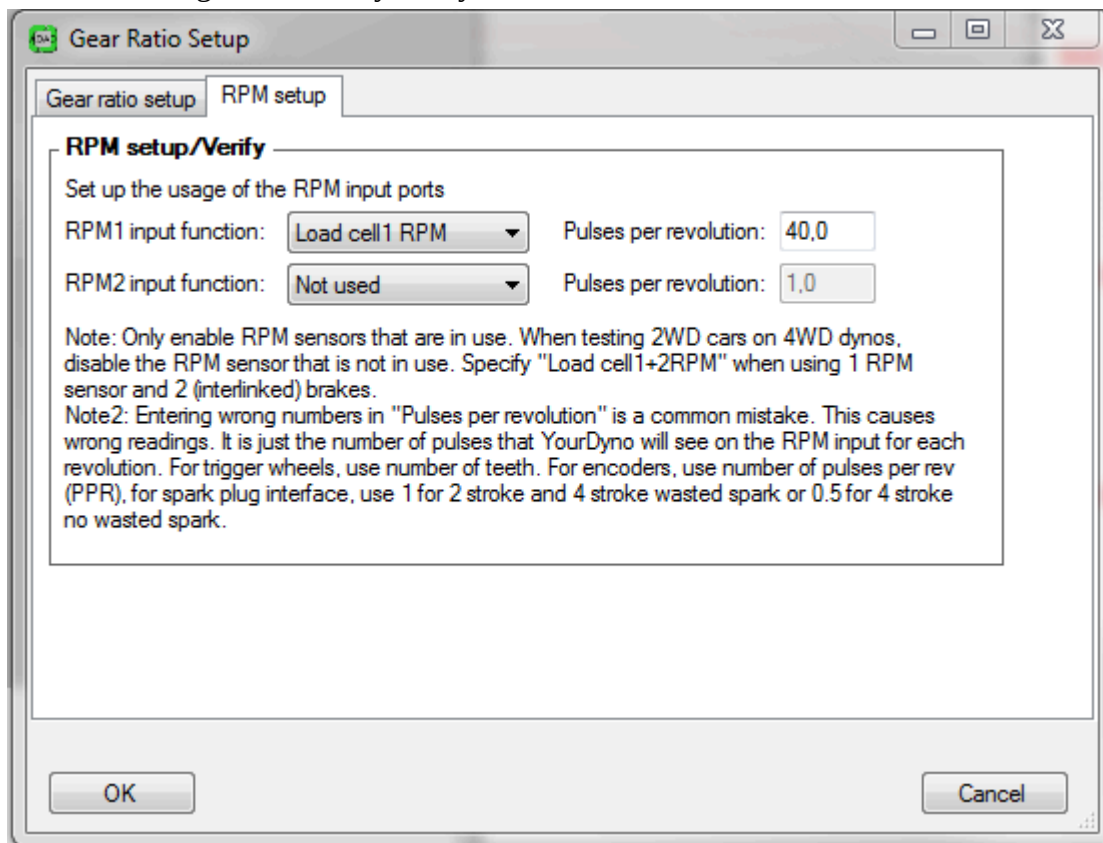 Gear Ratio Setup
Gear ratio setup RPM setup
RPM setup/Verify
Set up the usage of the RPM input ports
RPM1 input function: Load cell1 RPM Pulses per revolution: 40,0
RPM2 input function: Not used Pulses per revolution: 1,0
Note: Only enable RPM sensors that are in use. When testing 2WD cars on 4WD dynos,
disable the RPM sensor that is not in use. Specify "Load cell1+2RPM" when using 1 RPM
sensor and 2 (interlinked) brakes.
Note2: Entering wrong numbers in "Pulses per revolution" is a common mistake. This causes
wrong readings. It is just the number of pulses that YourDyno will see on the RPM input for each
revolution. For trigger wheels, use number of teeth. For encoders, use number of pulses per rev
(PPR), for spark plug interface, use 1 for 2 stroke and 4 stroke wasted spark or 0.5 for 4 stroke
no wasted spark.
OK Cancel